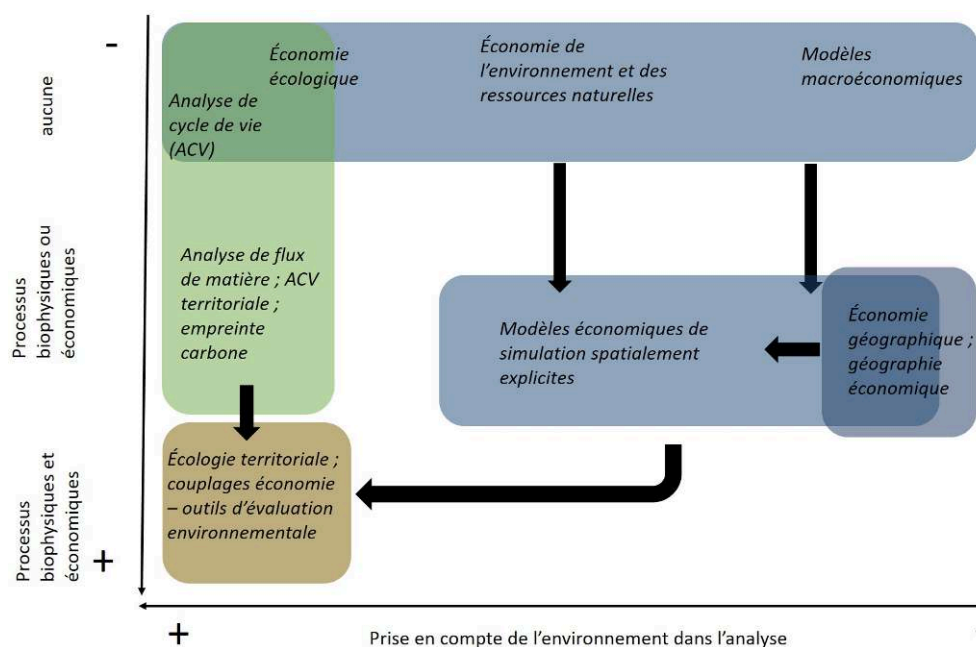 -
aucune
Processus
biophysiques ou
économiques
Processus
biophysiques et
économiques
+
Économie
écologique
Analyse de
cycle de vie
(ACV)
Économie de
l'environnement et des
ressources naturelles
Modèles
macroéconomiques
Analyse de flux
de matière ; ACV
territoriale ;
empreinte
carbone
Modèles économiques de
simulation spatialement
explicites
Économie
géographique ;
géographie
économique
Écologie territoriale ;
couplages économie
– outils d'évaluation
environnementale
+
Prise en compte de l'environnement dans l'analyse